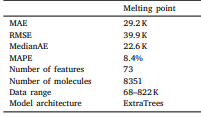 Melting point
MAE 29.2 K
RMSE 39.9 K
MedianAE 22.6 K
MAPE 8.4%
Number of features 73
Number of molecules 8351
Data range 68–822 K
Model architecture ExtraTrees